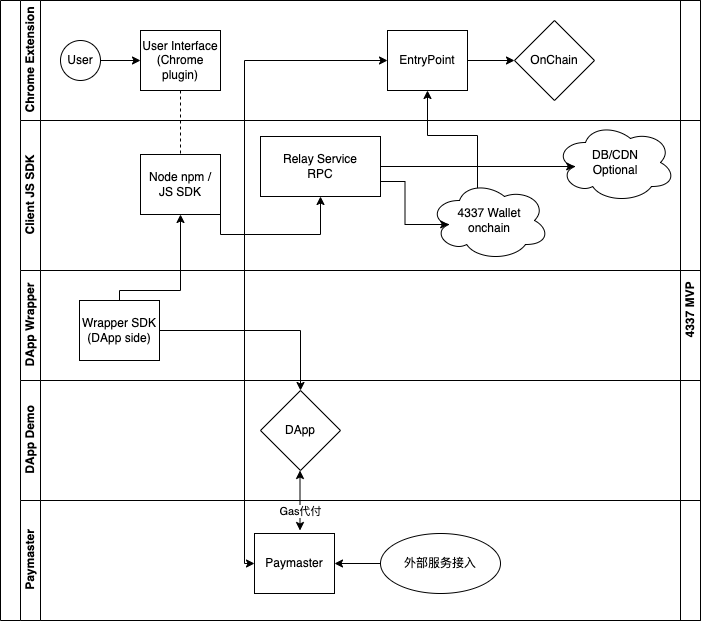 Chrome Extension
User
User Interface
(Chrome
plugin)
EntryPoint
OnChain
Client JS SDK
Node npm /
JS SDK
Relay Service
RPC
DB/CDN
Optional
4337 Wallet
onchain
DApp Wrapper
Wrapper SDK
(DApp side)
4337 MVP
DApp Demo
DApp
Gas代付
Paymaster
Paymaster
外部服务接入